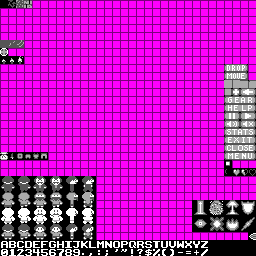 DROP
MOVE
GEAR
HELP
STATS
EXIT
CLOSE
MENU
ABCDEFGHIJKLMNOPQRSTUVWXYZ
0123456789.,:;'"!?$%()-=+/